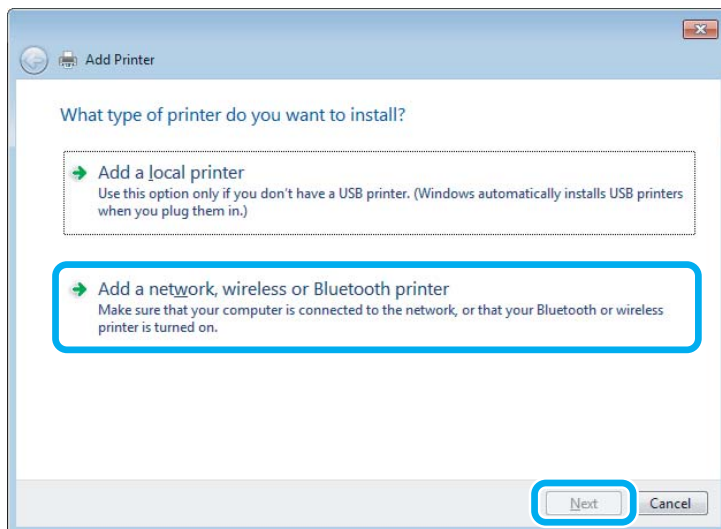 Add Printer
What type of printer do you want to install?
Add a local printer
Use this option only if you don't have a USB printer. (Windows automatically installs USB printers
when you plug them in.)
Add a network, wireless or Bluetooth printer
Make sure that your computer is connected to the network, or that your Bluetooth or wireless
printer is turned on.
Next Cancel